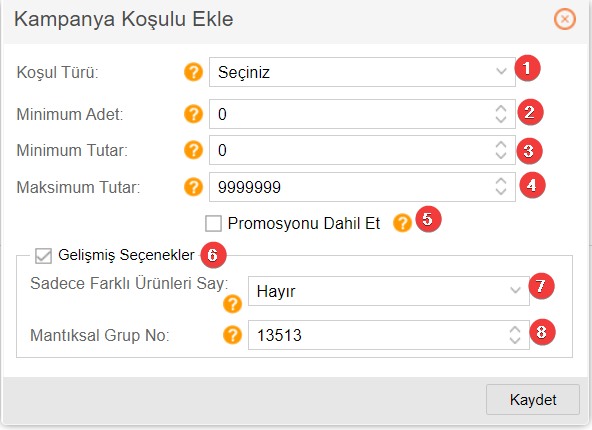 Kampanya Koşulu Ekle
Koşul Türü: ? Seçiniz 1
Minimum Adet: ? 0 2
Minimum Tutar: ? 0 3
Maksimum Tutar: ? 9999999 4
Promosyonu Dahil Et ? 5
Gelişmiş Seçenekler 6
Sadece Farklı Ürünleri Say: ? Hayır 7
Mantıksal Grup No: ? 13513 8
Kaydet